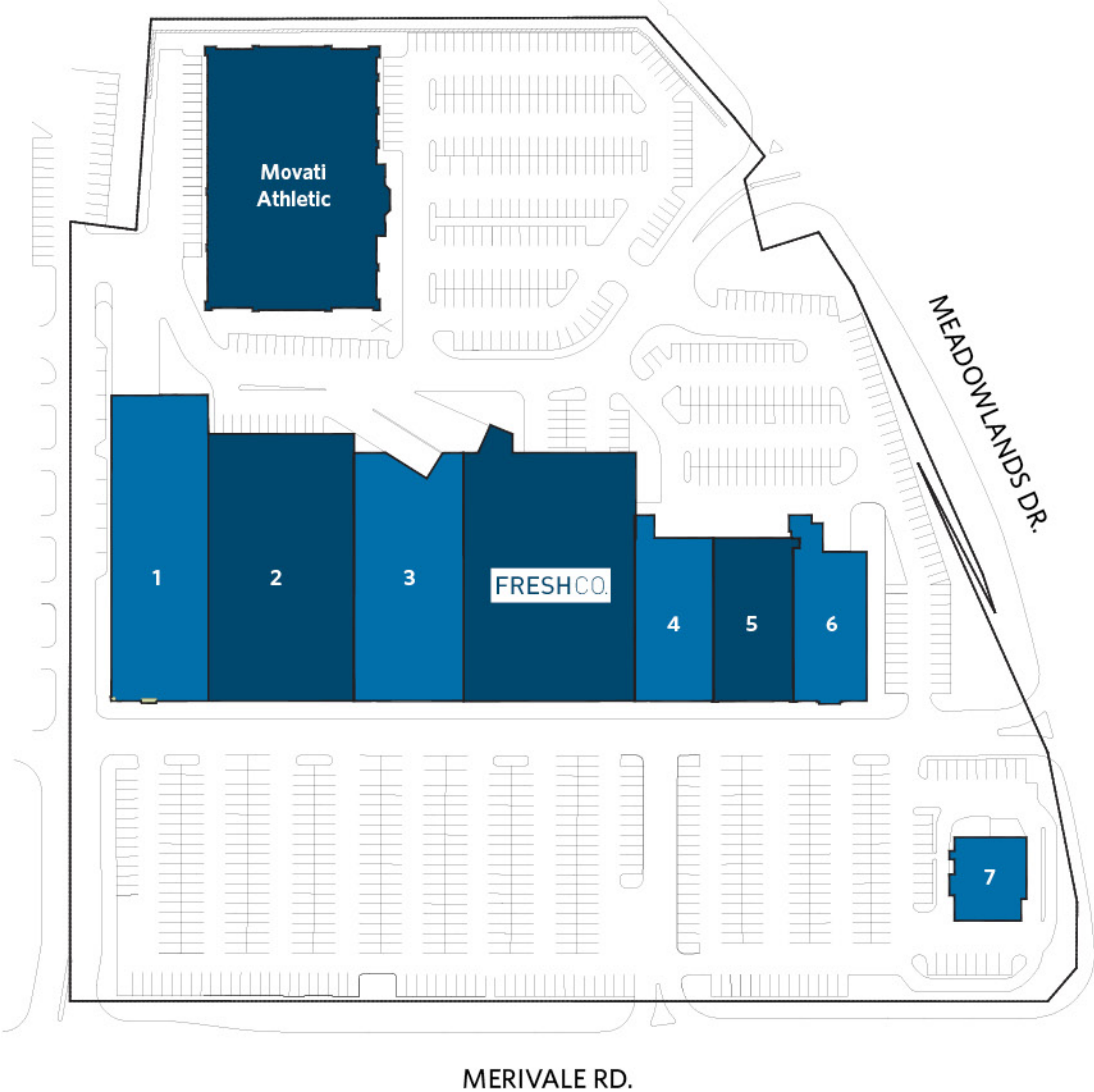 Movati
Athletic
MEADOWLANDS DR.
1
2
3
FRESHCO.
4
5
6
7
MERIVALE RD.